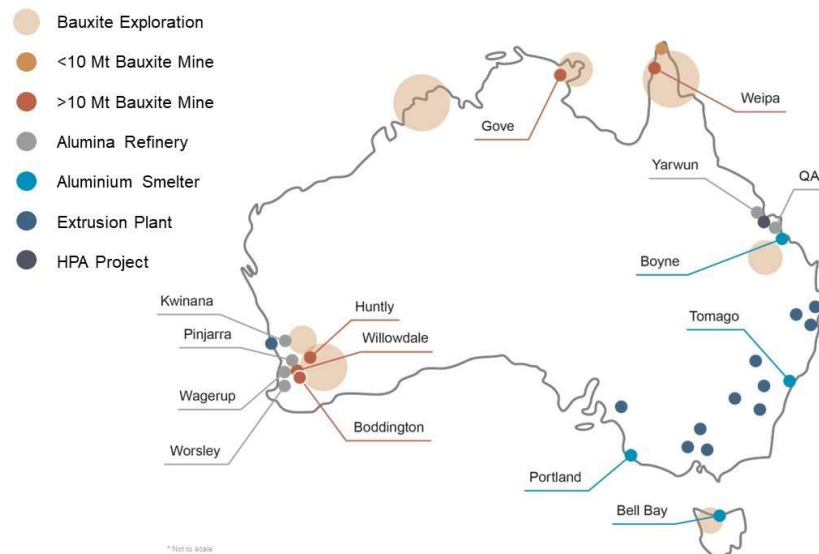 Bauxite Exploration
<10 Mt Bauxite Mine
>10 Mt Bauxite Mine
Alumina Refinery
Aluminium Smelter
Extrusion Plant
HPA Project
Gove
Weipa
Yarwun
QA
Boyne
Kwinana
Huntly
Pinjarra
Willowdale
Tomago
Wagerup
Boddington
Worsley
Portland
Bell Bay
* Not to scale